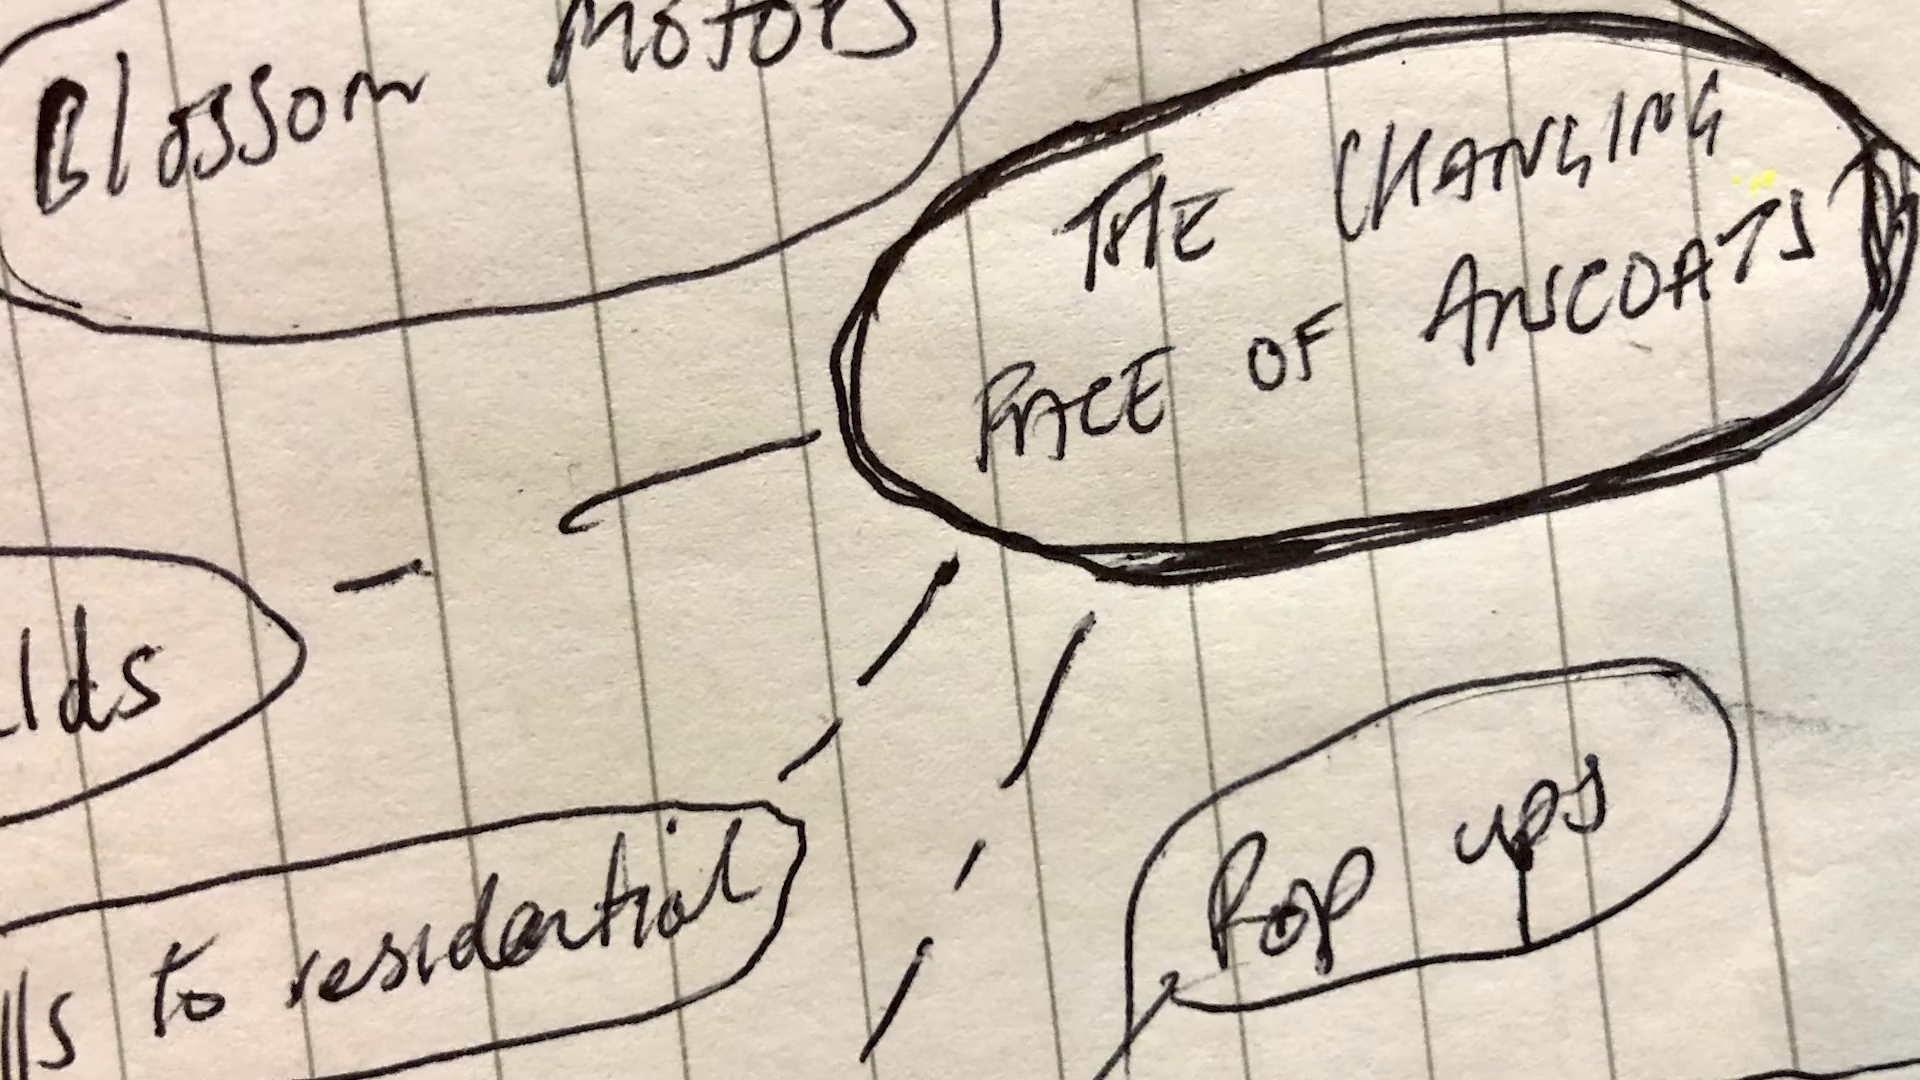 Blossom Motors
THE CHANGING
FACE OF ANCOATS
lds
lls to residential
Pop ups